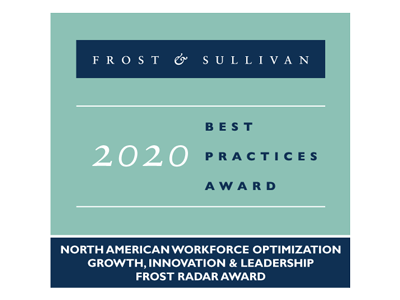 FROST & SULLIVAN
BEST
2020 PRACTICES
AWARD
NORTH AMERICAN WORKFORCE OPTIMIZATION
GROWTH, INNOVATION & LEADERSHIP
FROST RADAR AWARD